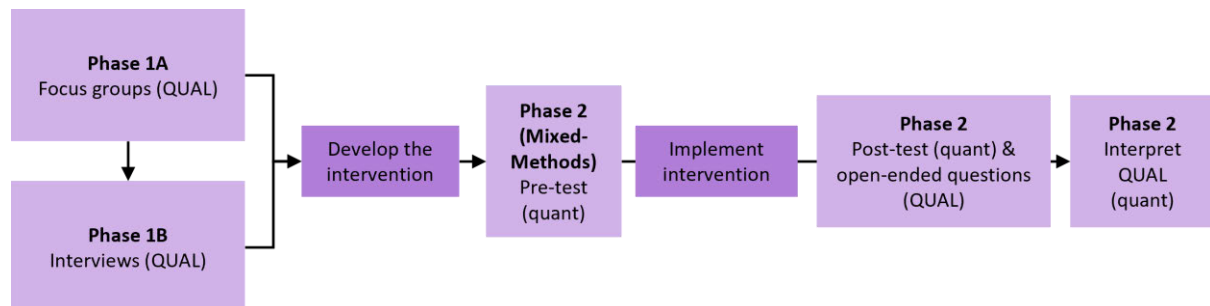 Phase 1A
Focus groups (QUAL)
Phase 1B
Interviews (QUAL)
Develop the
intervention
Phase 2
(Mixed-
Methods)
Pre-test
(quant)
Implement
intervention
Phase 2
Post-test (quant) &
open-ended questions
(QUAL)
Phase 2
Interpret
QUAL
(quant)